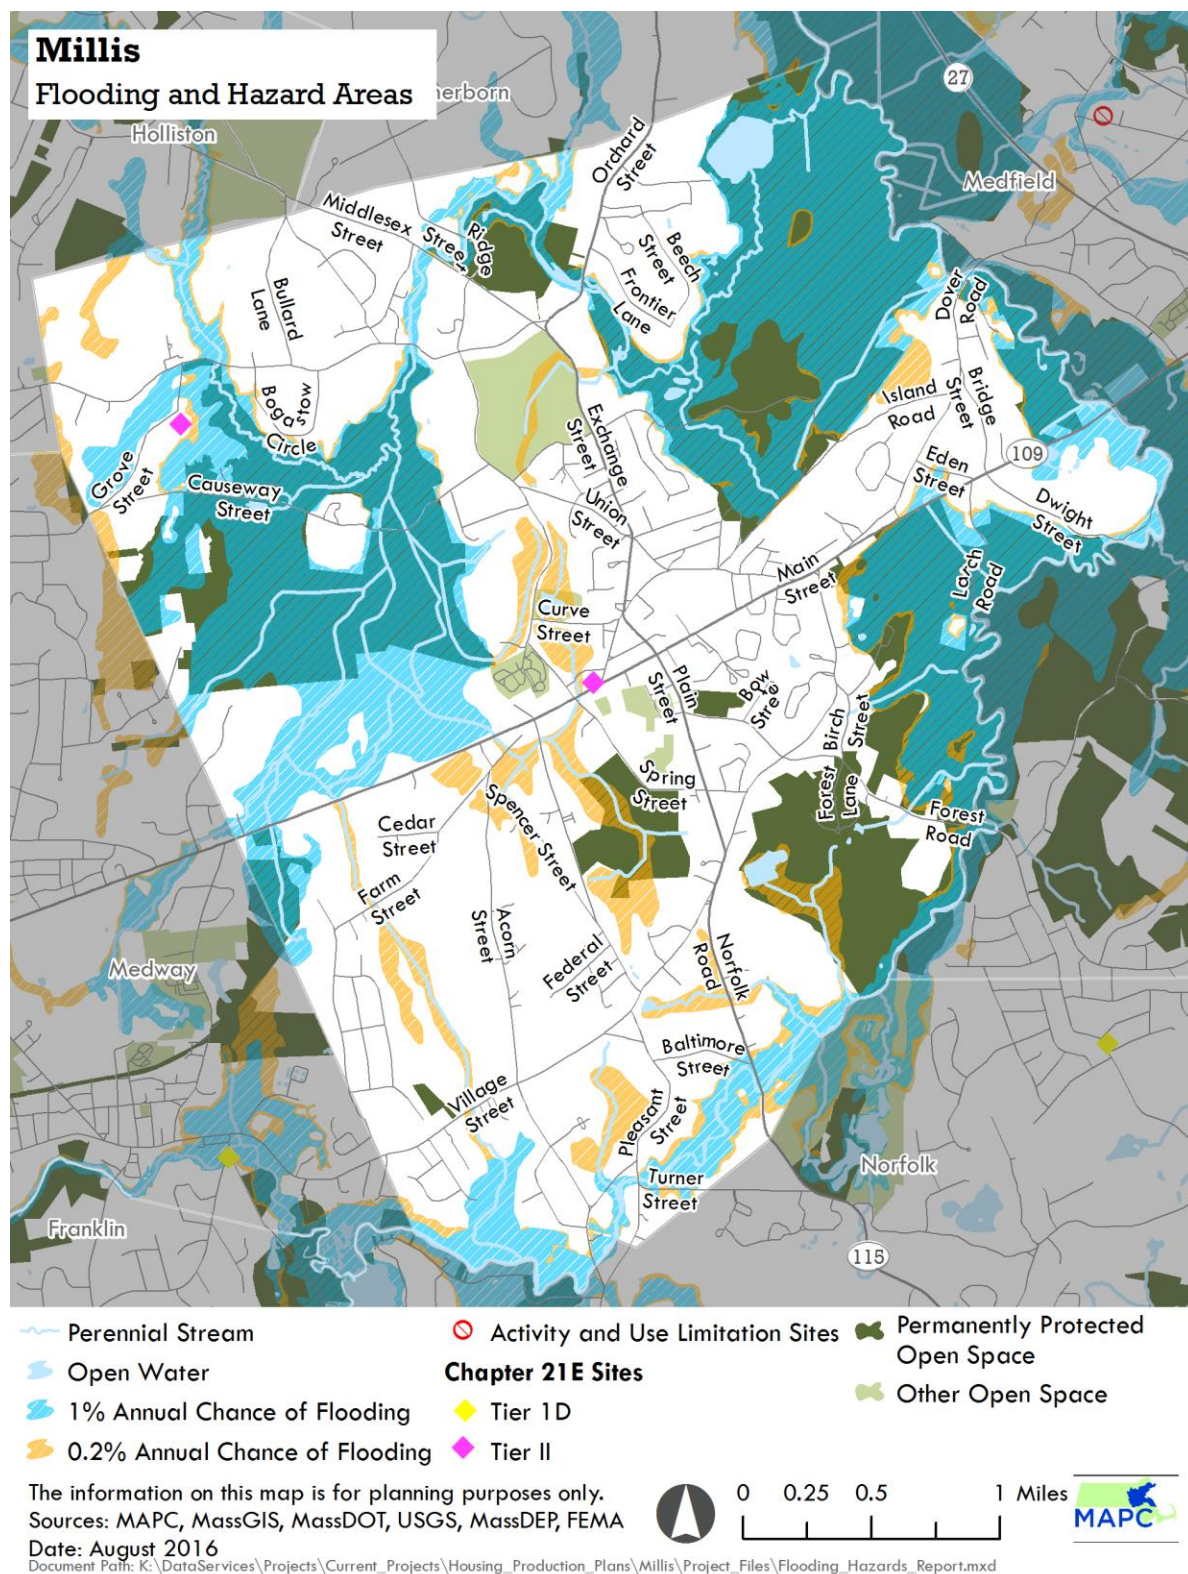 Millis
Flooding and Hazard Areas
erborn
Holliston
27
Medfield
Orchard
Street
Middlesex
Street
Street
Ridge
Beech
Street
Frontier
Lane
Bullard
Lane
Dover
Road
Bogastow
Circle
Island
Road
Bridge
Street
Exchange
Street
109
Grove
Street
Causeway
Street
Eden
Street
Union
Street
Dwight
Street
Main
Street
Larch
Road
Curve
Street
Plain
Street
Bow
Stree
Birch
Street
Spring
Street
Forest
Lane
Forest
Road
Cedar
Street
Spencer Street
Farm
Street
Acorn
Street
Federal
Street
Norfolk
Road
Medway
Baltimore
Street
Village
Street
Pleasant
Street
Turner
Street
Norfolk
Franklin
115
Perennial Stream
Open Water
1% Annual Chance of Flooding
0.2% Annual Chance of Flooding
Activity and Use Limitation Sites
Chapter 21E Sites
Tier 1D
Tier II
Permanently Protected
Open Space
Other Open Space
The information on this map is for planning purposes only.
Sources: MAPC, MassGIS, MassDOT, USGS, MassDEP, FEMA
Date: August 2016
0 0.25 0.5 1 Miles
MAPC
Document Path: K:\DataServices\Projects\Current_Projects\Housing_Production_Plans\Millis\Project_Files\Flooding_Hazards_Report.mxd